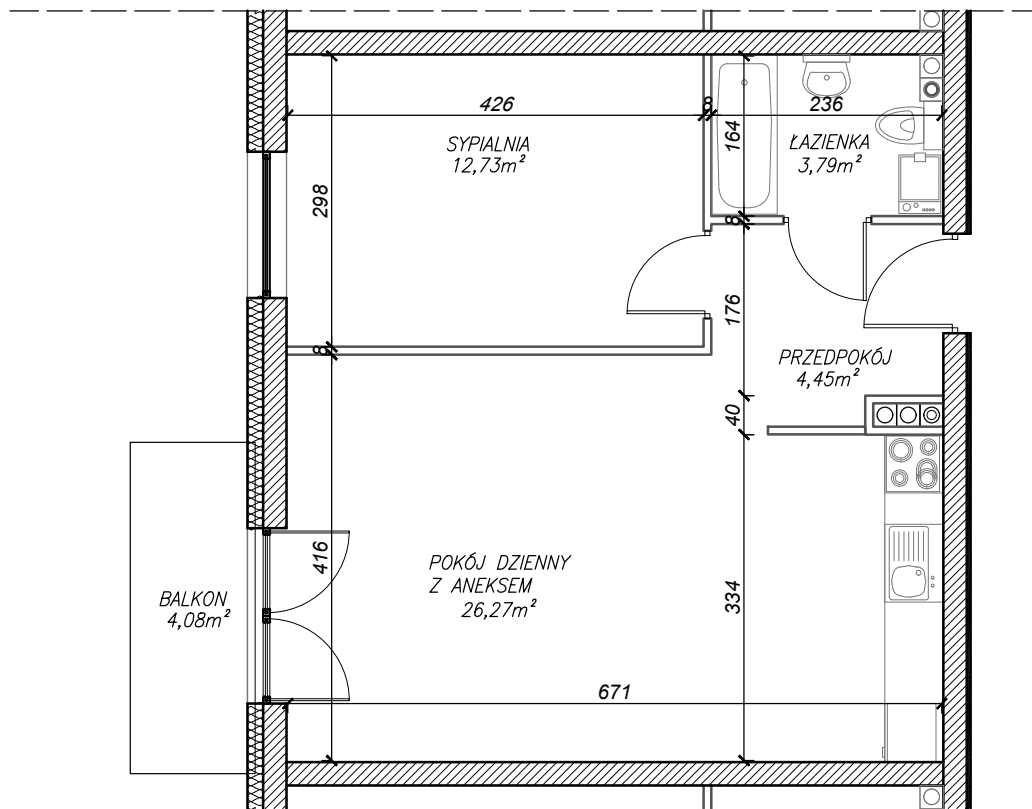 426
8
236
SYPIALNIA
12,73m²
164
ŁAZIENKA
3,79m²
298
8
176
8
PRZEDPOKÓJ
4,45m²
40
416
POKÓJ DZIENNY
Z ANEKSEM
26,27m²
334
BALKON
4,08m²
671